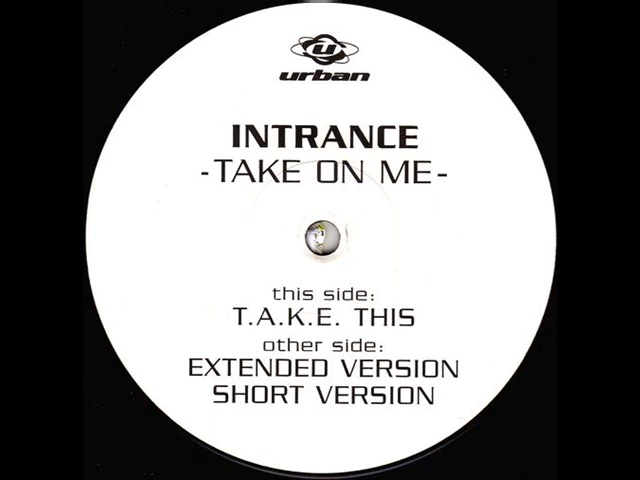 u
urban
INTRANCE
-TAKE ON ME-
this side:
T.A.K.E. THIS
other side:
EXTENDED VERSION
SHORT VERSION